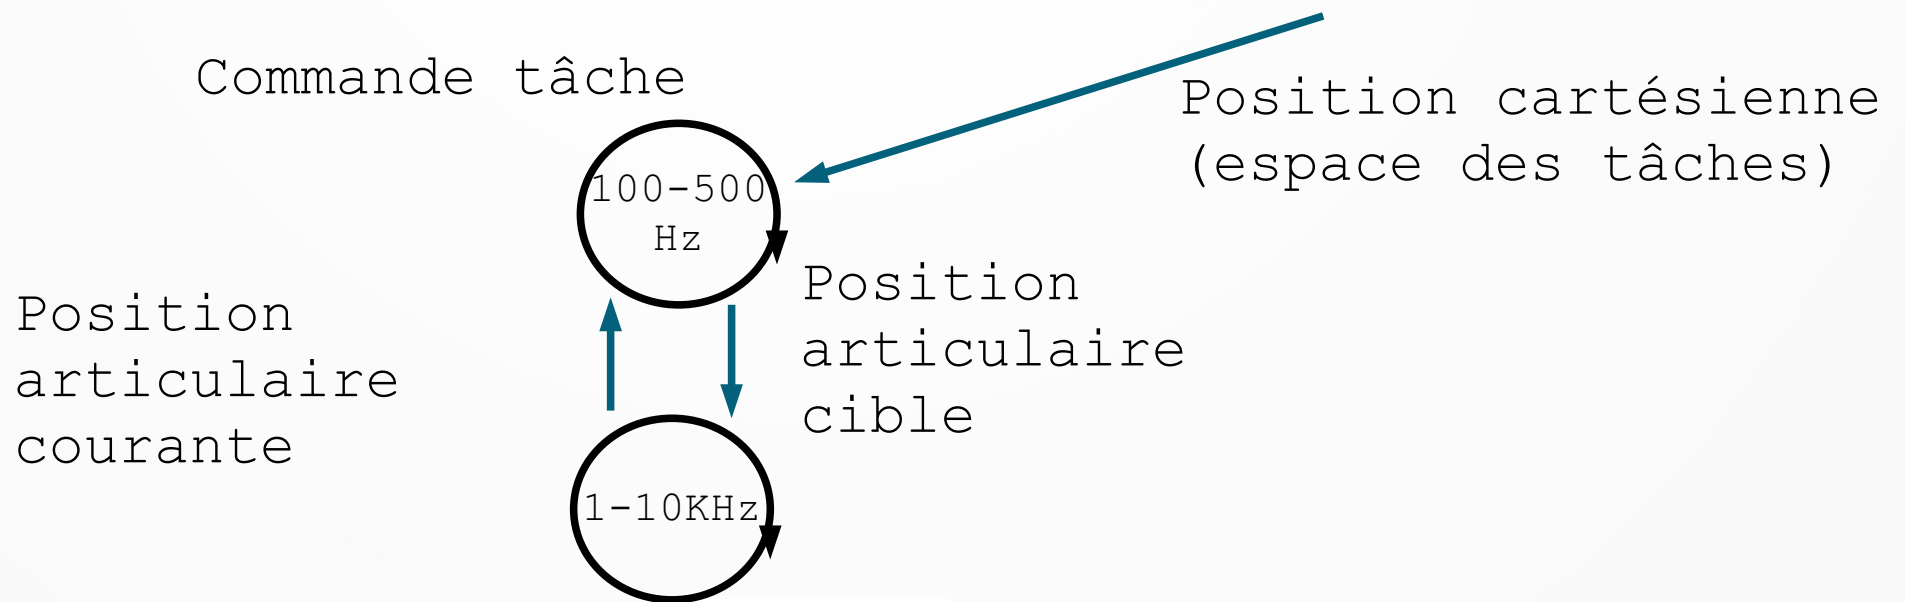 Commande tâche
Position cartésienne
(espace des tâches)
100-500
Hz
Position
articulaire
courante
Position
articulaire
cible
1-10KHz